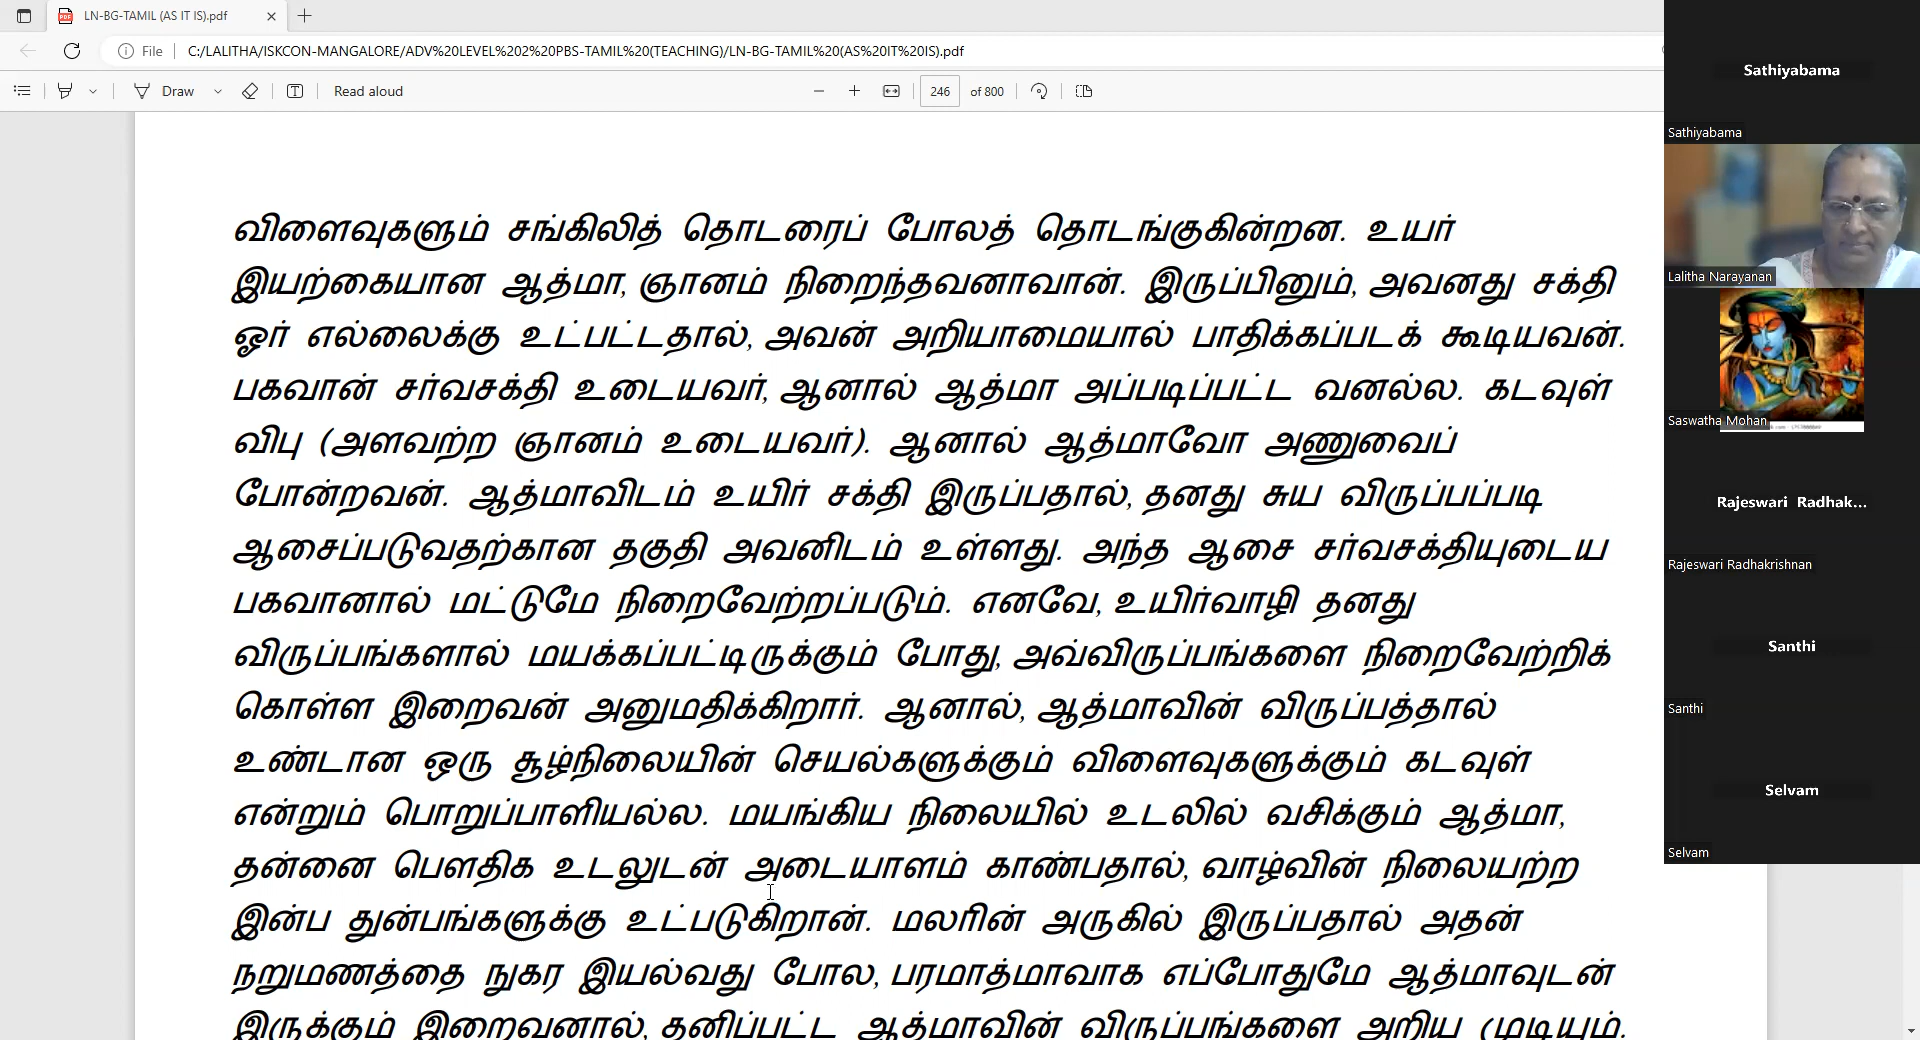 LN-BG-TAMIL (AS IT IS).pdf
File C:/LALITHA/ISKCON-MANGALORE/ADV%20LEVEL%202%20PBS-TAMIL%20(TEACHING)/LN-BG-TAMIL%20(AS%20IT%20IS).pdf
Draw Read aloud 246 of 800
விளைவுகளும் சங்கிலித் தொடரைப் போலத் தொடங்குகின்றன. உயர்
இயற்கையான ஆத்மா, ஞானம் நிறைந்தவனாவான். இருப்பினும், அவனது சக்தி
ஓர் எல்லைக்கு உட்பட்டதால், அவன் அறியாமையால் பாதிக்கப்படக் கூடியவன்.
பகவான் சர்வசக்தி உடையவர், ஆனால் ஆத்மா அப்படிப்பட்ட வனல்ல. கடவுள்
விபு (அளவற்ற ஞானம் உடையவர்). ஆனால் ஆத்மாவோ அணுவைப்
போன்றவன். ஆத்மாவிடம் உயிர் சக்தி இருப்பதால், தனது சுய விருப்பப்படி
ஆசைப்படுவதற்கான தகுதி அவனிடம் உள்ளது. அந்த ஆசை சர்வசக்தியுடைய
பகவானால் மட்டுமே நிறைவேற்றப்படும். எனவே, உயிர்வாழி தனது
விருப்பங்களால் மயக்கப்பட்டிருக்கும் போது, அவ்விருப்பங்களை நிறைவேற்றிக்
கொள்ள இறைவன் அனுமதிக்கிறார். ஆனால், ஆத்மாவின் விருப்பத்தால்
உண்டான ஒரு சூழ்நிலையின் செயல்களுக்கும் விளைவுகளுக்கும் கடவுள்
என்றும் பொறுப்பாளியல்ல. மயங்கிய நிலையில் உடலில் வசிக்கும் ஆத்மா,
தன்னை பௌதிக உடலுடன் அடையாளம் காண்பதால், வாழ்வின் நிலையற்ற
இன்ப துன்பங்களுக்கு உட்படுகிறான். மலரின் அருகில் இருப்பதால் அதன்
நறுமணத்தை நுகர இயல்வது போல, பரமாத்மாவாக எப்போதுமே ஆத்மாவுடன்
இருக்கும் இறைவனால், தனிப்பட்ட ஆத்மாவின் விருப்பங்களை அறிய முடியும்.
Sathiyabama
Sathiyabama
Lalitha Narayanan
Saswatha Mohan
Rajeswari Radhak...
Rajeswari Radhakrishnan
Santhi
Santhi
Selvam
Selvam